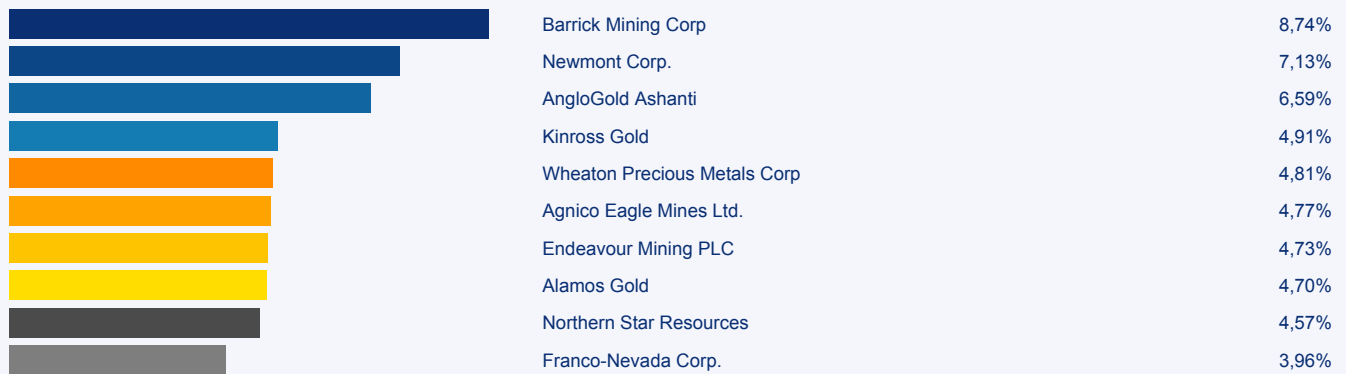 Barrick Mining Corp 8,74%
Newmont Corp. 7,13%
AngloGold Ashanti 6,59%
Kinross Gold 4,91%
Wheaton Precious Metals Corp 4,81%
Agnico Eagle Mines Ltd. 4,77%
Endeavour Mining PLC 4,73%
Alamos Gold 4,70%
Northern Star Resources 4,57%
Franco-Nevada Corp. 3,96%